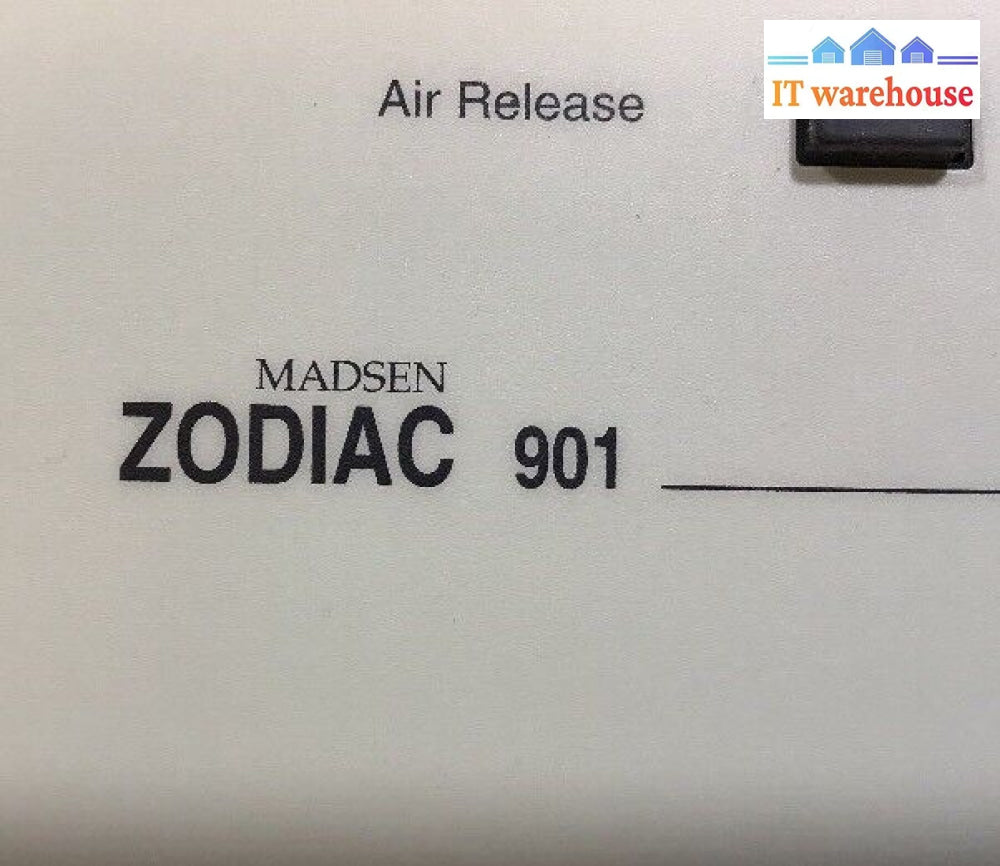 IT warehouse
Air Release
MADSEN
ZODIAC 901